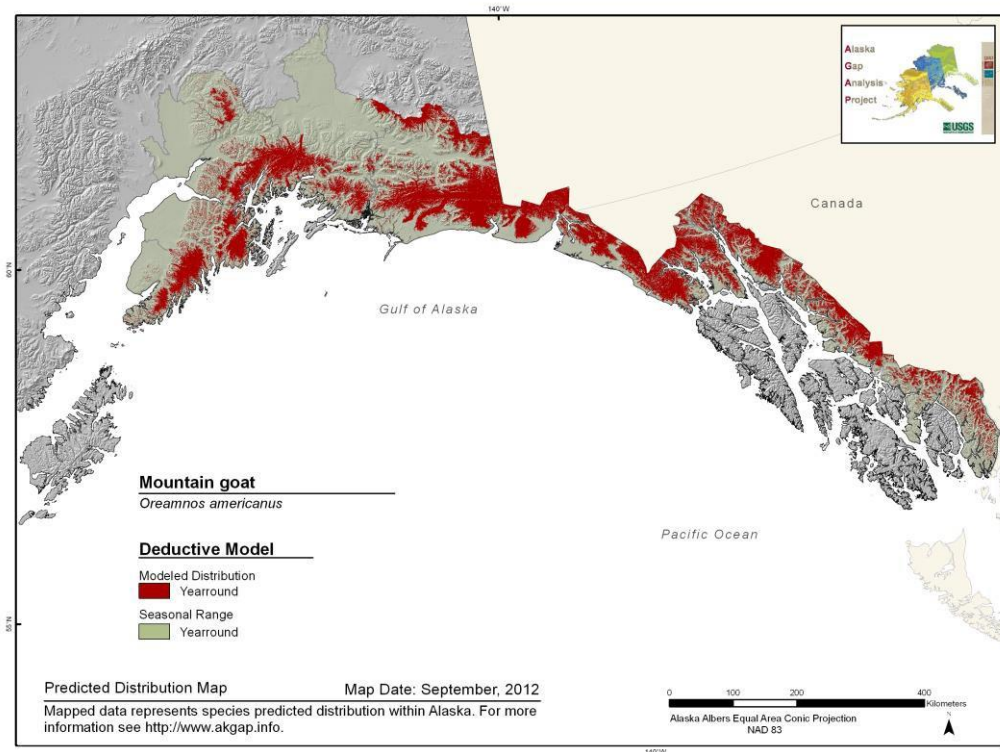 140°W
Alaska
Gap
Analysis
Project
USGS
Canada
60°N
Gulf of Alaska
Mountain goat
Oreamnos americanus
Pacific Ocean
Deductive Model
Modeled Distribution
Yearround
Seasonal Range
Yearround
55°N
Predicted Distribution Map Map Date: September, 2012
Mapped data represents species predicted distribution within Alaska. For more
information see http://www.akgap.info.
0 100 200 400
Kilometers
Alaska Albers Equal Area Conic Projection
NAD 83
N
140°W